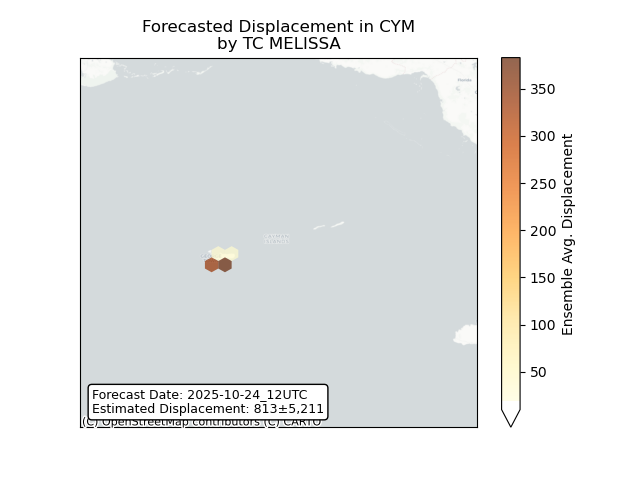 Forecasted Displacement in CYM
by TC MELISSA
350
300
250
200
150
100
50
Ensemble Avg. Displacement
Forecast Date: 2025-10-24_12UTC
Estimated Displacement: 813±5,211
(C) OpenStreetMap contributors (C) CARTO